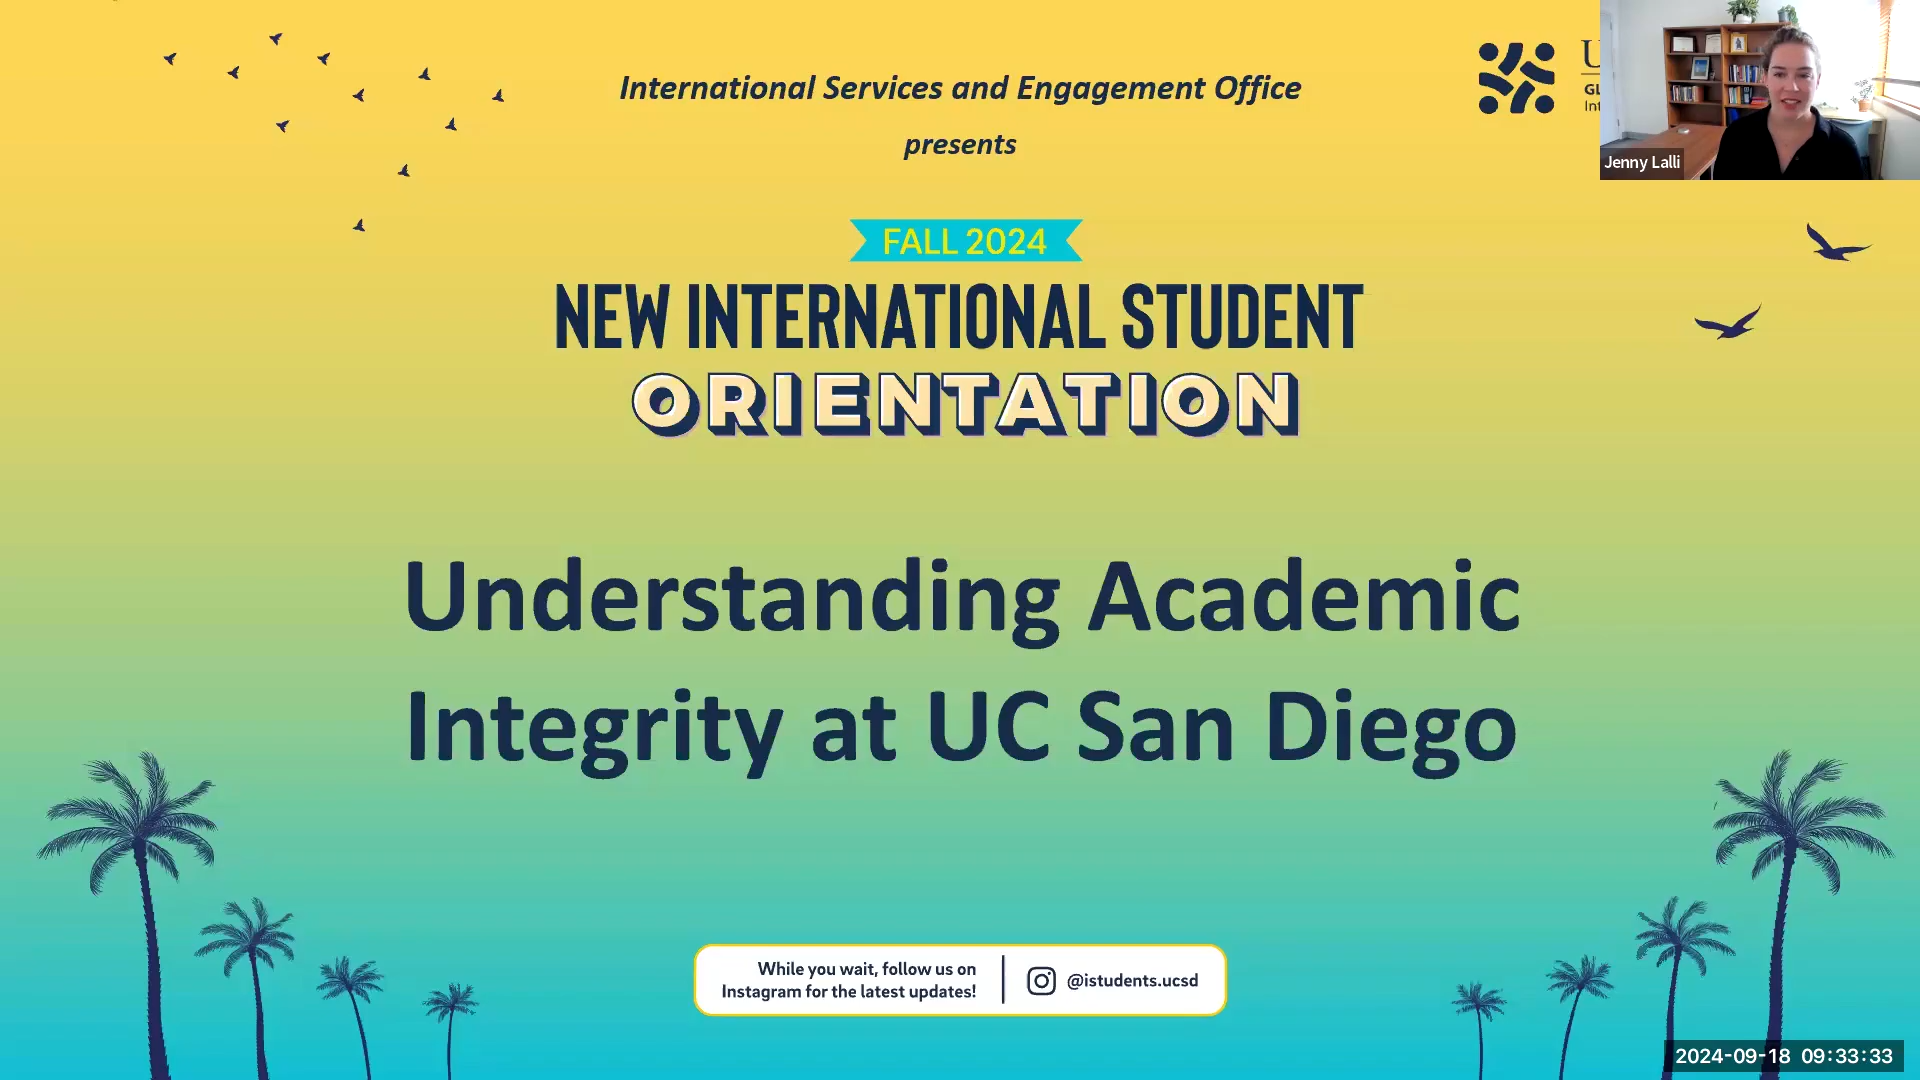 International Services and Engagement Office
presents
FALL 2024
NEW INTERNATIONAL STUDENT
ORIENTATION
Understanding Academic
Integrity at UC San Diego
While you wait, follow us on
Instagram for the latest updates!
@istudents.ucsd
Jenny Lalli
2024-09-18 09:33:33